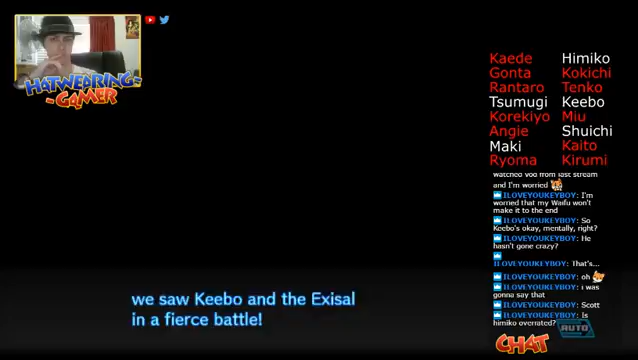 HATWEARING-
GAMER
Kaede
Gonta
Rantaro
Tsumugi
Korekiyo
Angie
Maki
Ryoma
Himiko
Kokichi
Tenko
Keebo
Miu
Shuichi
Kaito
Kirumi
watched vod from last stream
and I'm worried
ILOVEYOUKEYBOY: I'm
worried that my Waifu won't
make it to the end
ILOVEYOUKEYBOY: So
Keebo's okay, mentally, right?
ILOVEYOUKEYBOY: He
hasn't gone crazy?
ILOVEYOUKEYBOY: That's...
ILOVEYOUKEYBOY: oh
ILOVEYOUKEYBOY: i was
gonna say that
ILOVEYOUKEYBOY: Scott
ILOVEYOUKEYBOY: Is
himiko overrated?
AUTO
CHAT
we saw Keebo and the Exisal
in a fierce battle!